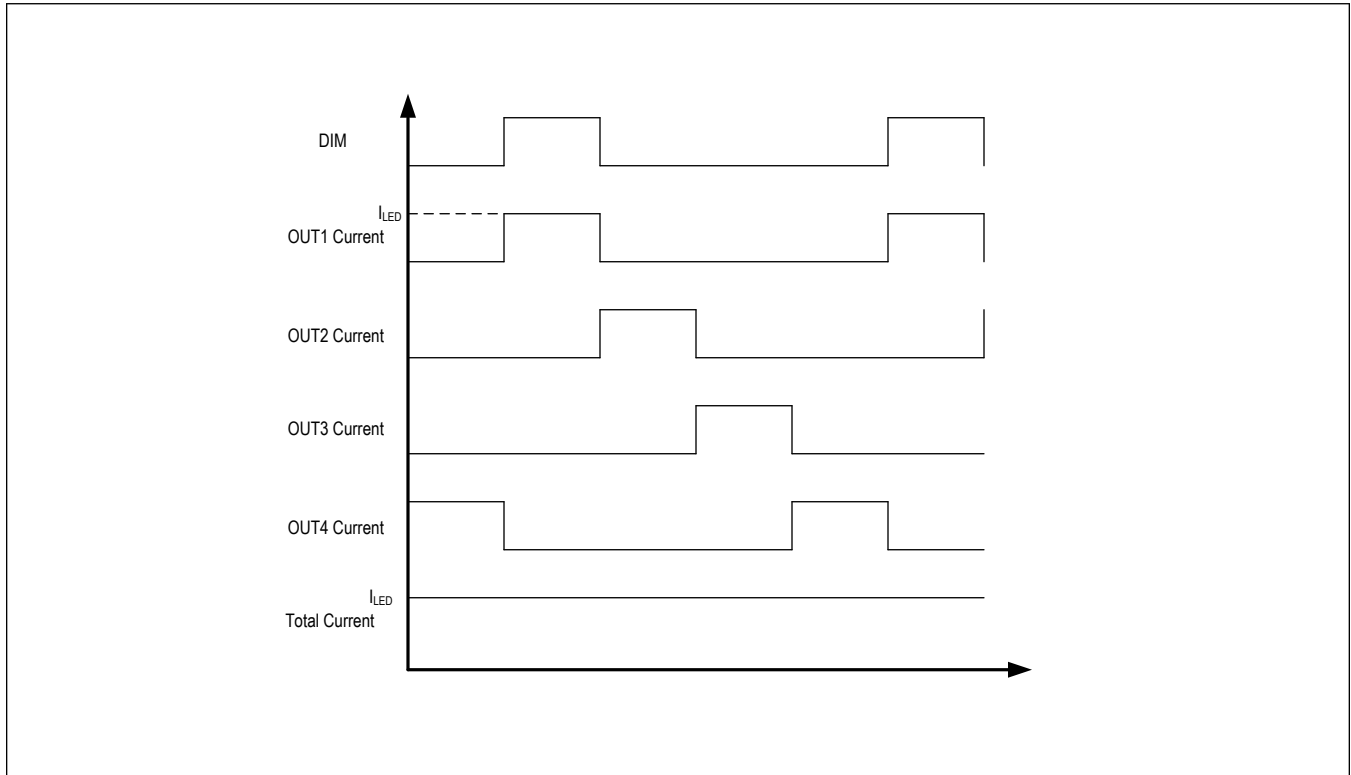 DIM
I_LED
OUT1 Current
OUT2 Current
OUT3 Current
OUT4 Current
I_LED
Total Current